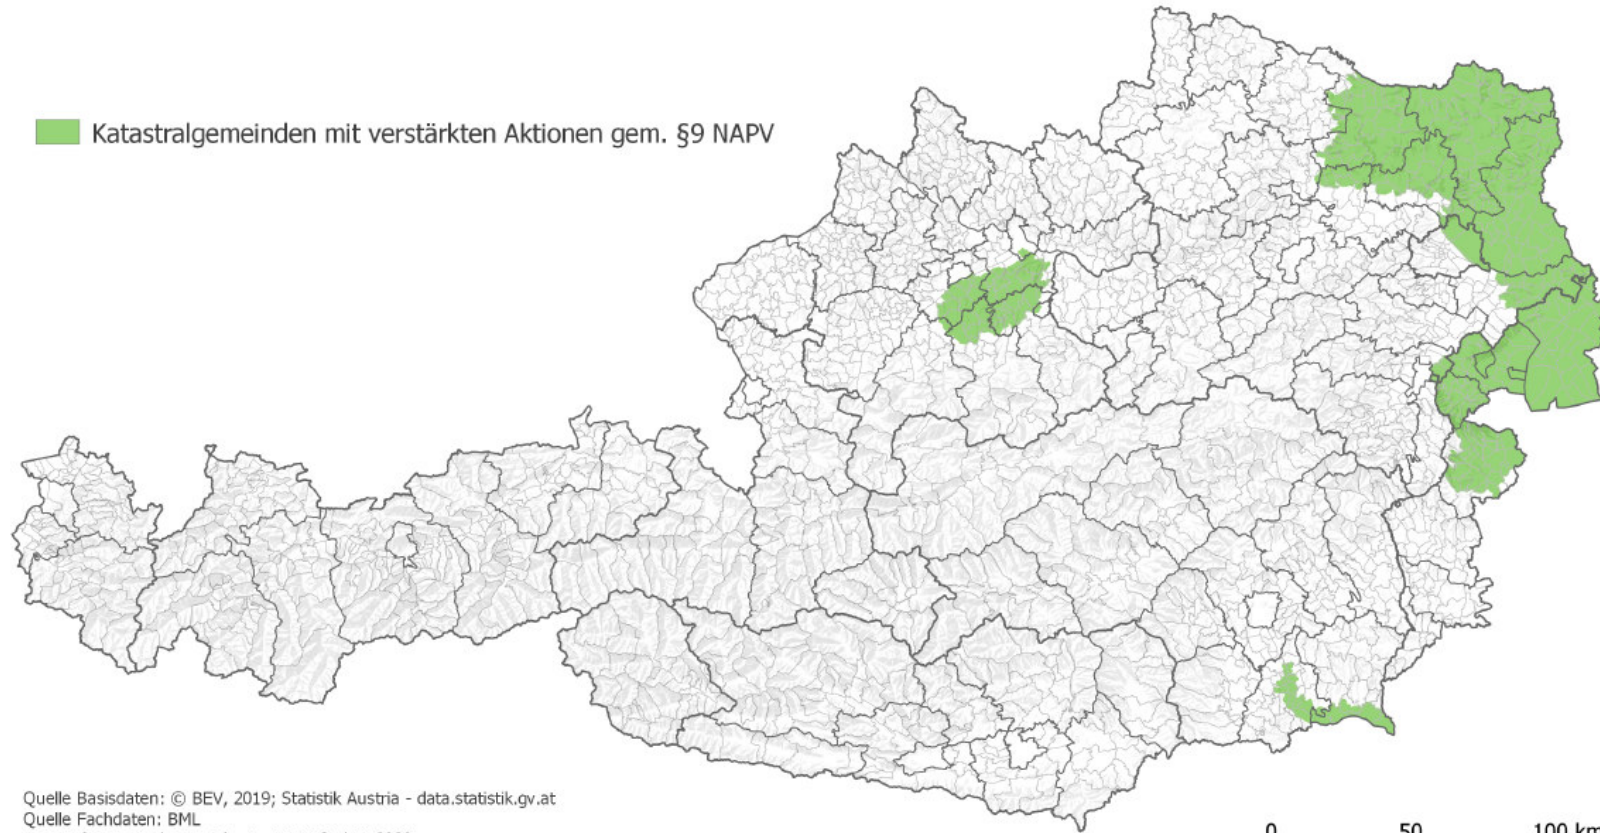 Katastralgemeinden mit verstärkten Aktionen gem. §9 NAPV
Quelle Basisdaten: © BEV, 2019; Statistik Austria - data.statistik.gv.at
Quelle Fachdaten: BML
0 50 100 km